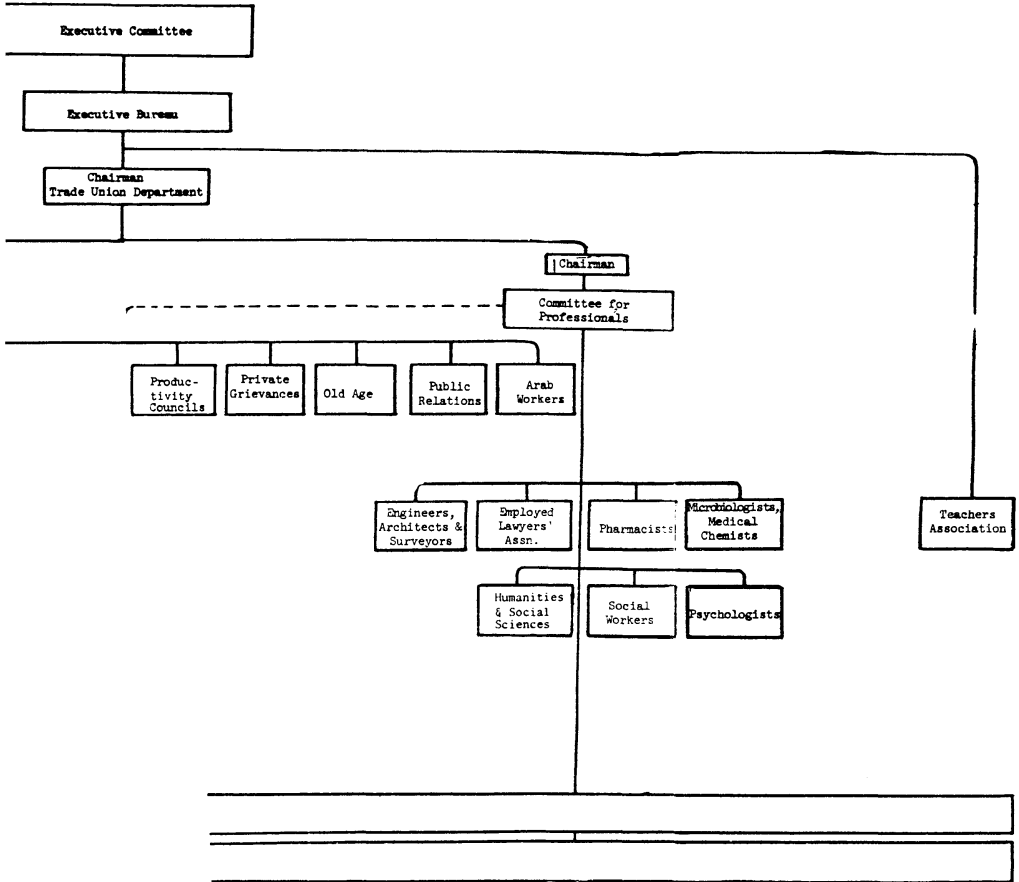 Executive Committee
Executive Bureau
Chairman
Trade Union Department
Chairman
Committee for
Professionals
Produc-
tivity
Councils
Private
Grievances
Old Age
Public
Relations
Arab
Workers
Engineers,
Architects &
Surveyors
Employed
Lawyers'
Assn.
Pharmacists
Microbiologists,
Medical
Chemists
Teachers
Association
Humanities
& Social
Sciences
Social
Workers
Psychologists